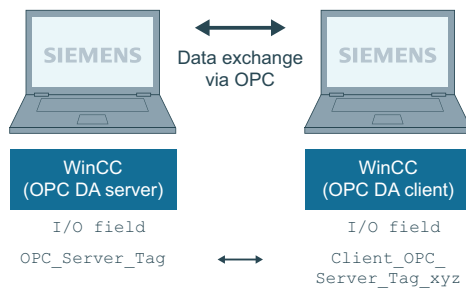 SIEMENS
Data exchange
via OPC
SIEMENS
WinCC
(OPC DA server)
WinCC
(OPC DA client)
I/O field
I/O field
OPC_Server_Tag
Client_OPC_
Server_Tag_xyz